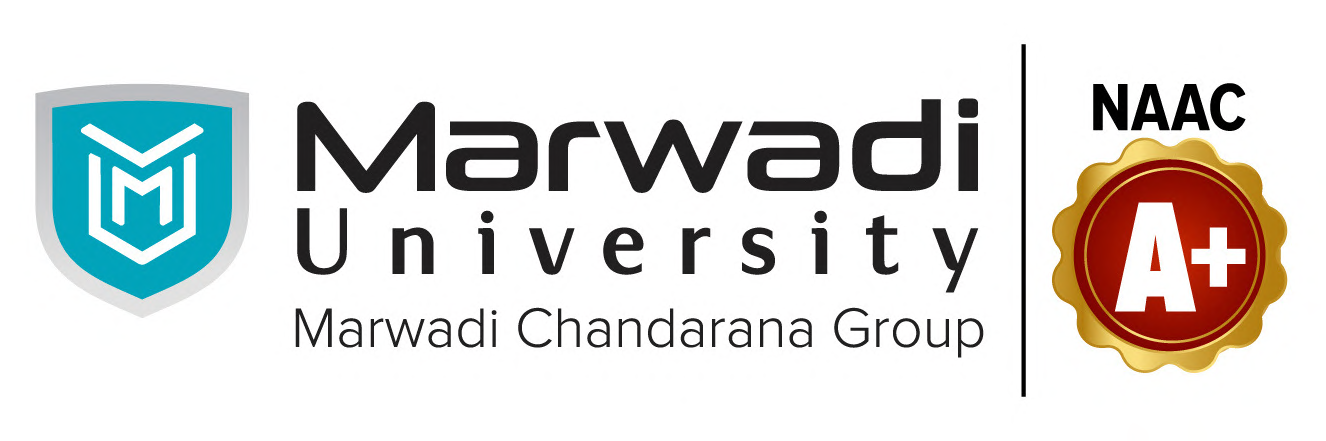 Marwadi
University
Marwadi Chandarana Group
NAAC
A+